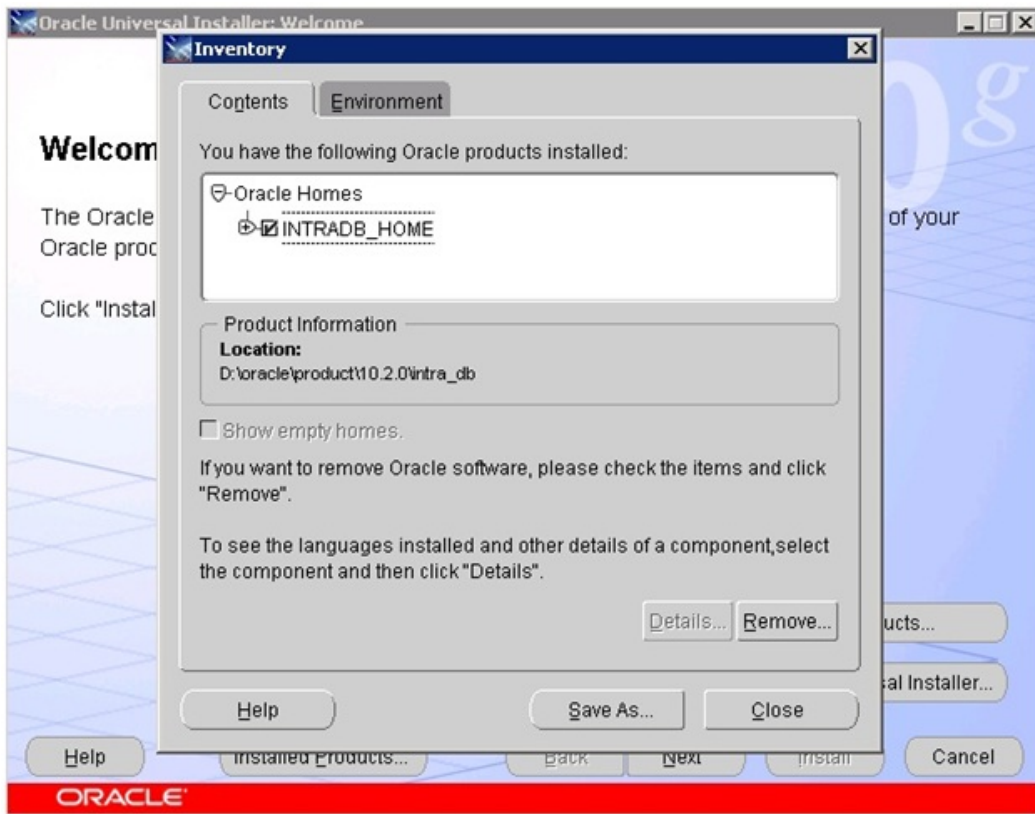 Oracle Universal Installer: Welcome
Inventory
Contents
Environment
0g
Welcom
You have the following Oracle products installed:
Oracle Homes
INTRADB_HOME
The Oracle
of your
Oracle proc
Click "Instal
Product Information
Location:
D:\oracle\product\10.2.0\intra_db
Show empty homes.
If you want to remove Oracle software, please check the items and click
"Remove".
To see the languages installed and other details of a component,select
the component and then click "Details".
Details...
Remove...
ucts...
sal Installer...
Help
Save As...
Close
Help
Installed Products...
Back
Next
Install
Cancel
ORACLE